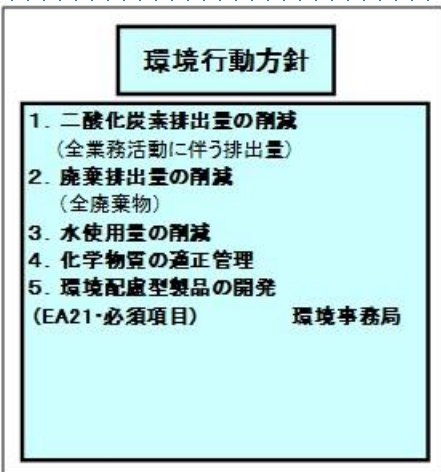 環境行動方針
1. 二酸化炭素排出量の削減
(全業務活動に伴う排出量)
2. 廃棄排出量の削減
(全廃棄物)
3. 水使用量の削減
4. 化学物質の適正管理
5. 環境配慮型製品の開発
(EA21・必須項目) 環境事務局